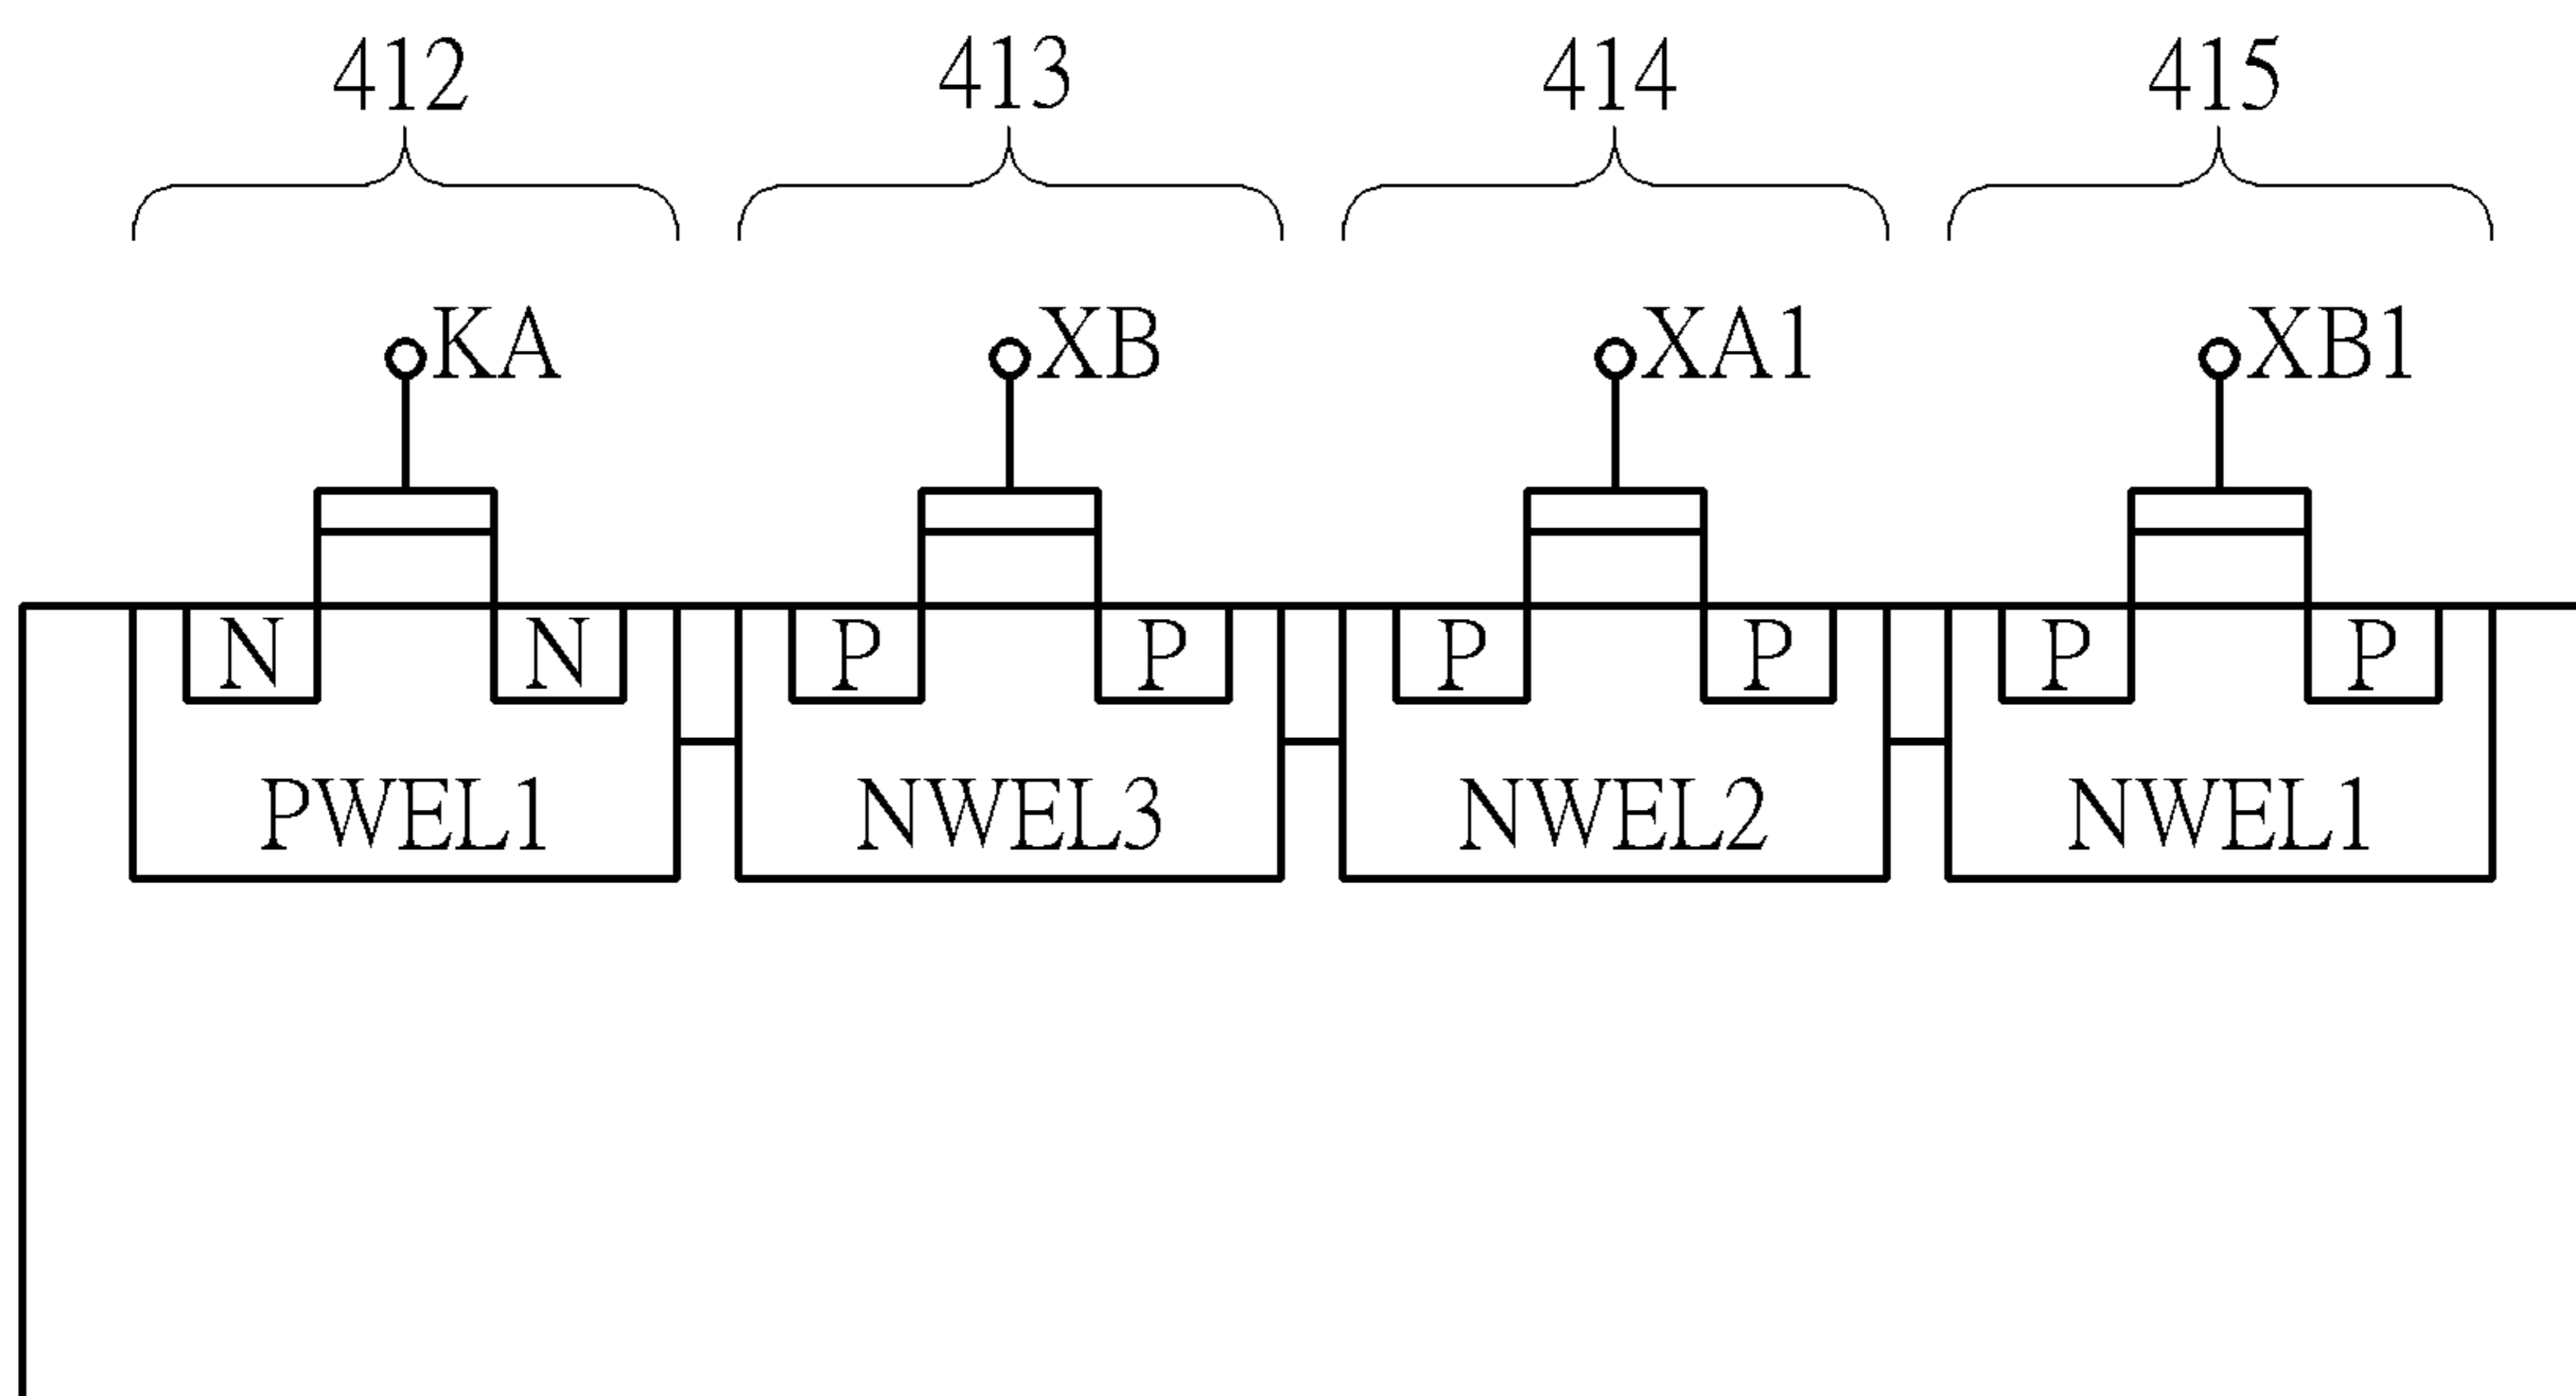 412 413 414 415
KA XB XA1 XB1
N N P P P P P P
PWEL1 NWEL3 NWEL2 NWEL1